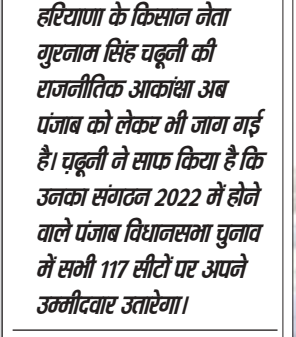 हरियाणा के किसान नेता
गुरनाम सिंह चढ़ूनी की
राजनीतिक आकांक्षा अब
पंजाब को लेकर भी जाग गई
है। चढ़ूनी ने साफ किया है कि
उनका संगठन 2022 में होने
वाले पंजाब विधानसभा चुनाव
में सभी 117 सीटों पर अपने
उम्मीदवार उतारेगा।